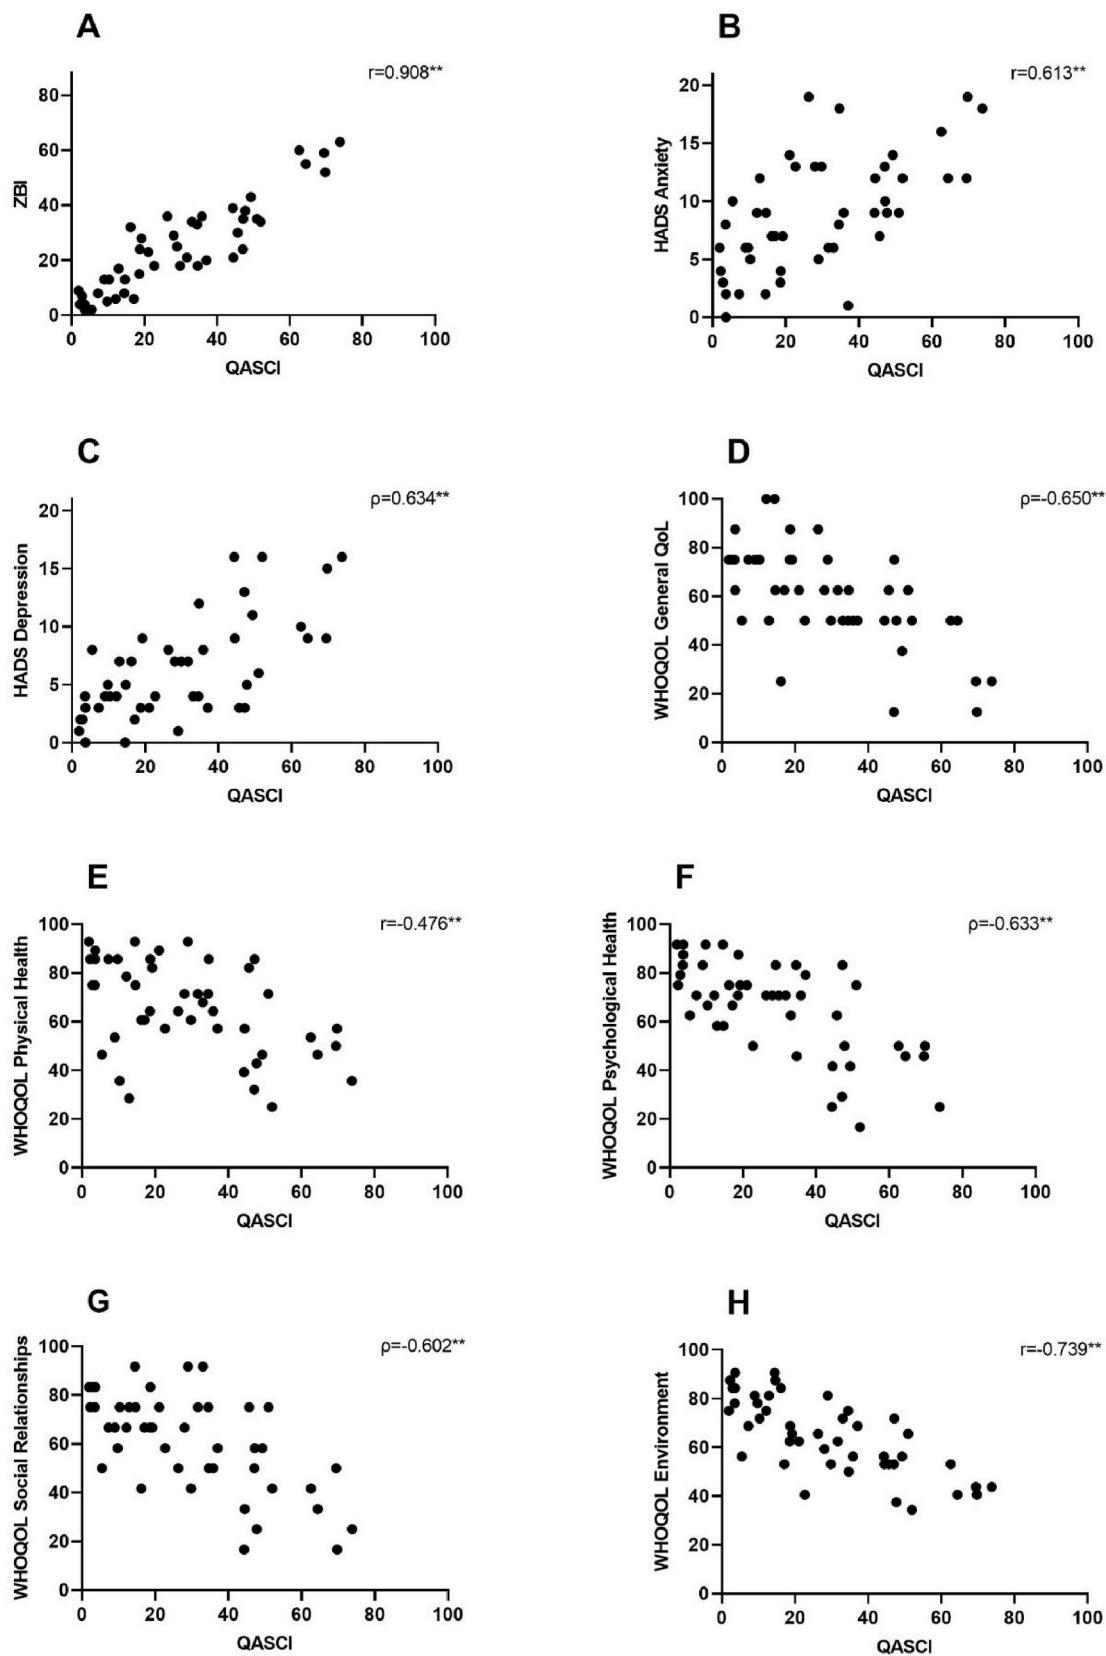 A
r=0.908**
ZBI
80
60
40
20
0
0 20 40 60 80 100
QASCI
B
r=0.613**
HADS Anxiety
20
15
10
5
0
0 20 40 60 80 100
QASCI
C
ρ=0.634**
HADS Depression
20
15
10
5
0
0 20 40 60 80 100
QASCI
D
ρ=-0.650**
WHOQOL General QoL
100
80
60
40
20
0
0 20 40 60 80 100
QASCI
E
r=-0.476**
WHOQOL Physical Health
100
80
60
40
20
0
0 20 40 60 80 100
QASCI
F
ρ=-0.633**
WHOQOL Psychological Health
100
80
60
40
20
0
0 20 40 60 80 100
QASCI
G
ρ=-0.602**
WHOQOL Social Relationships
100
80
60
40
20
0
0 20 40 60 80 100
QASCI
H
r=-0.739**
WHOQOL Environment
100
80
60
40
20
0
0 20 40 60 80 100
QASCI